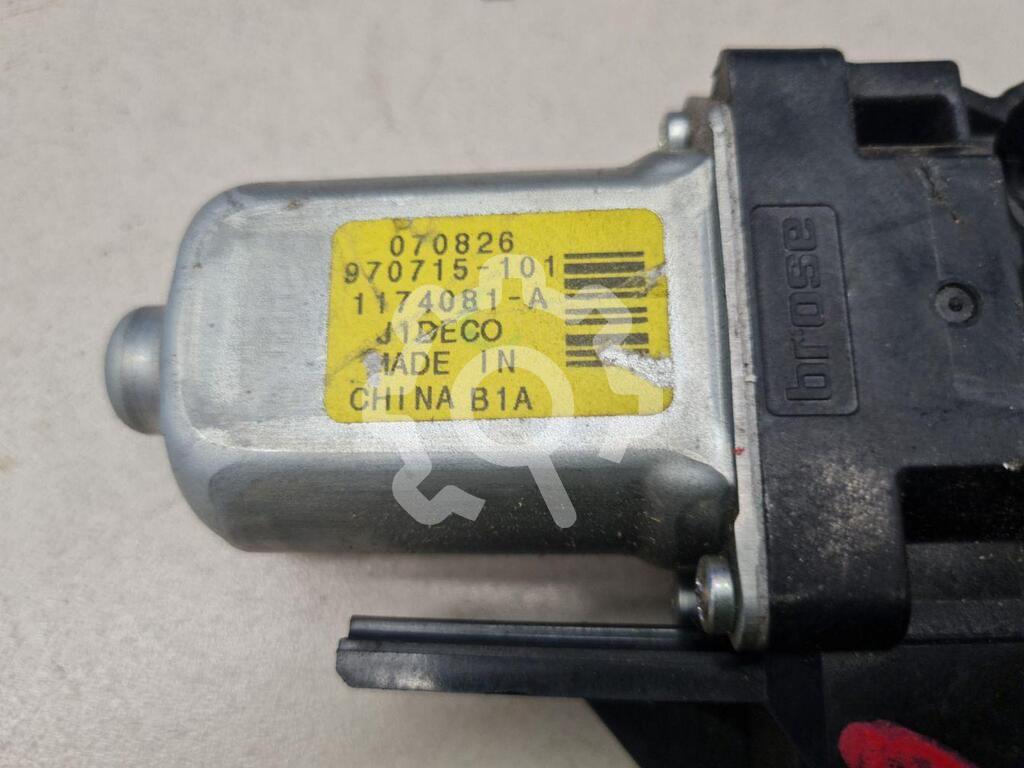 070826
970715-101
1174081-A
J1DECO
MADE IN
CHINA B1A
brose